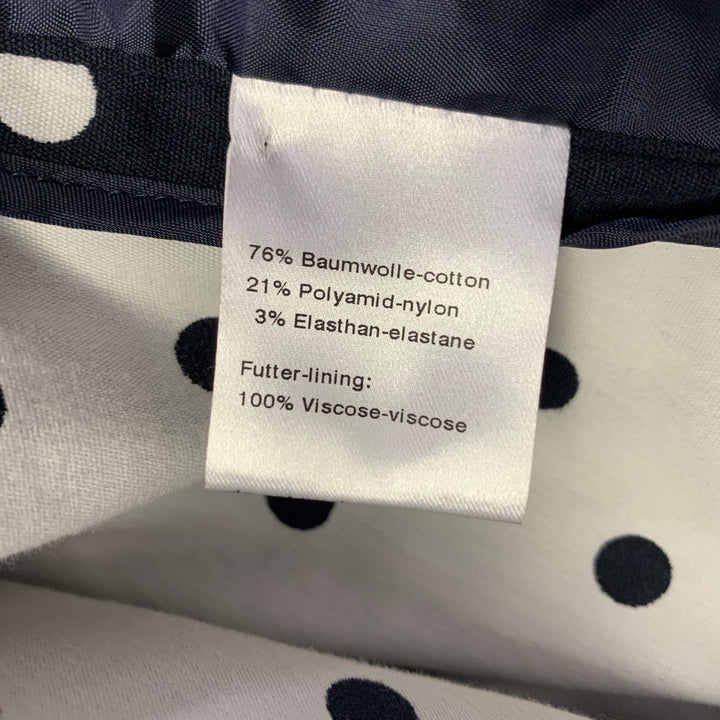 76% Baumwolle-cotton
21% Polyamid-nylon
3% Elasthan-elastane
Futter-lining:
100% Viscose-viscose